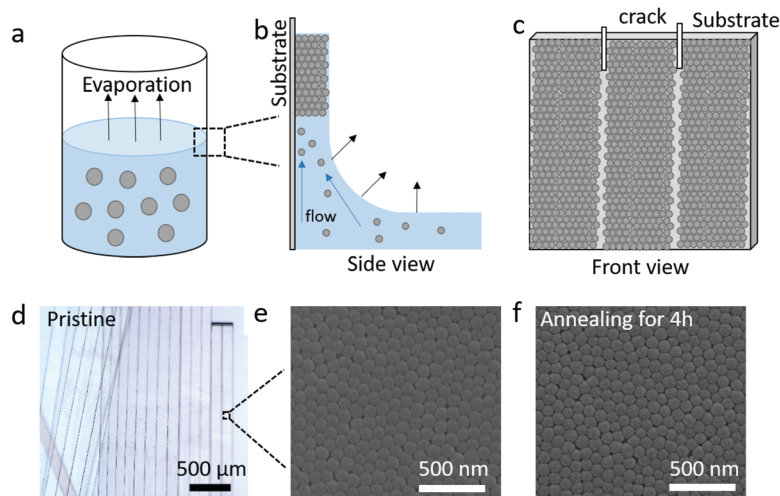 a
Evaporation
b
Substrate
flow
Side view
c
crack
Substrate
Front view
d
Pristine
500 μm
e
500 nm
f
Annealing for 4h
500 nm